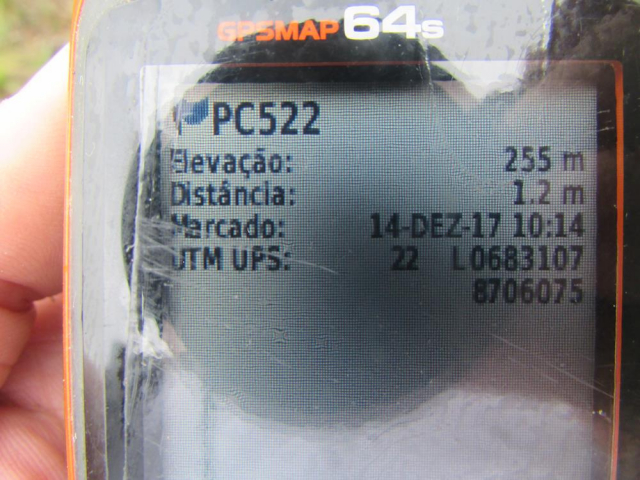 GPSMAP 64s
PC522
Elevação: 255 m
Distância: 1.2 m
Marcado: 14-DEZ-17 10:14
UTM UPS: 22 L 0683107
8706075